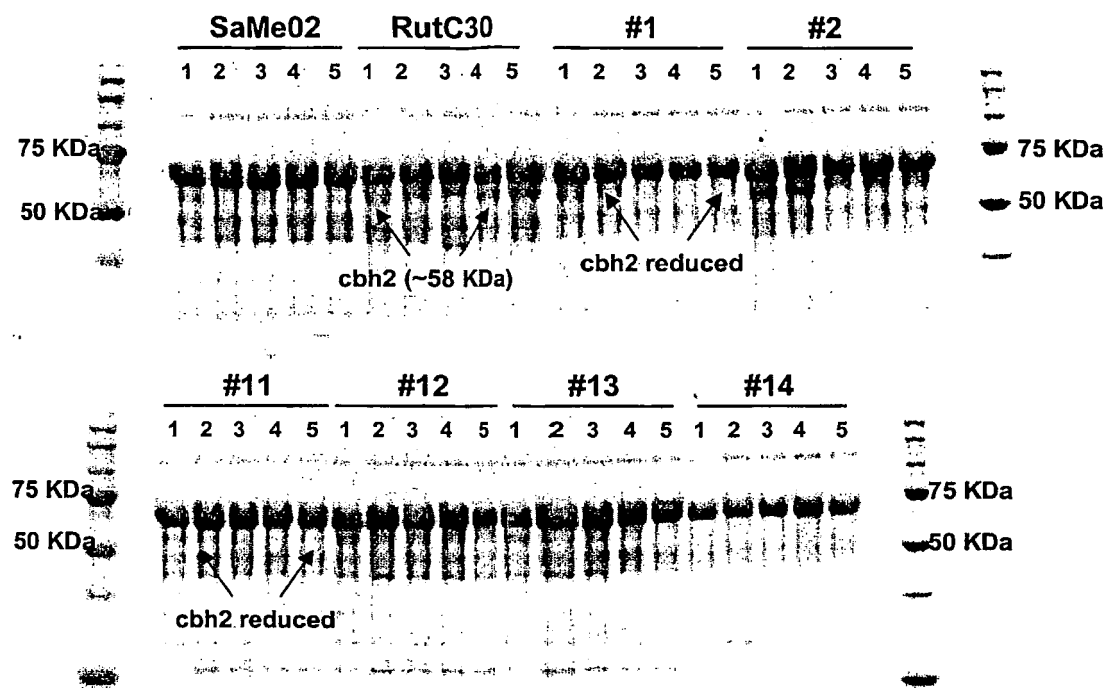 SaMe02 RutC30 #1 #2
1 2 3 4 5 1 2 3 4 5 1 2 3 4 5 1 2 3 4 5
75 KDa 75 KDa
50 KDa 50 KDa
cbh2 (~58 KDa) cbh2 reduced
#11 #12 #13 #14
1 2 3 4 5 1 2 3 4 5 1 2 3 4 5 1 2 3 4 5
75 KDa 75 KDa
50 KDa 50 KDa
cbh2 reduced cbh2 reduced